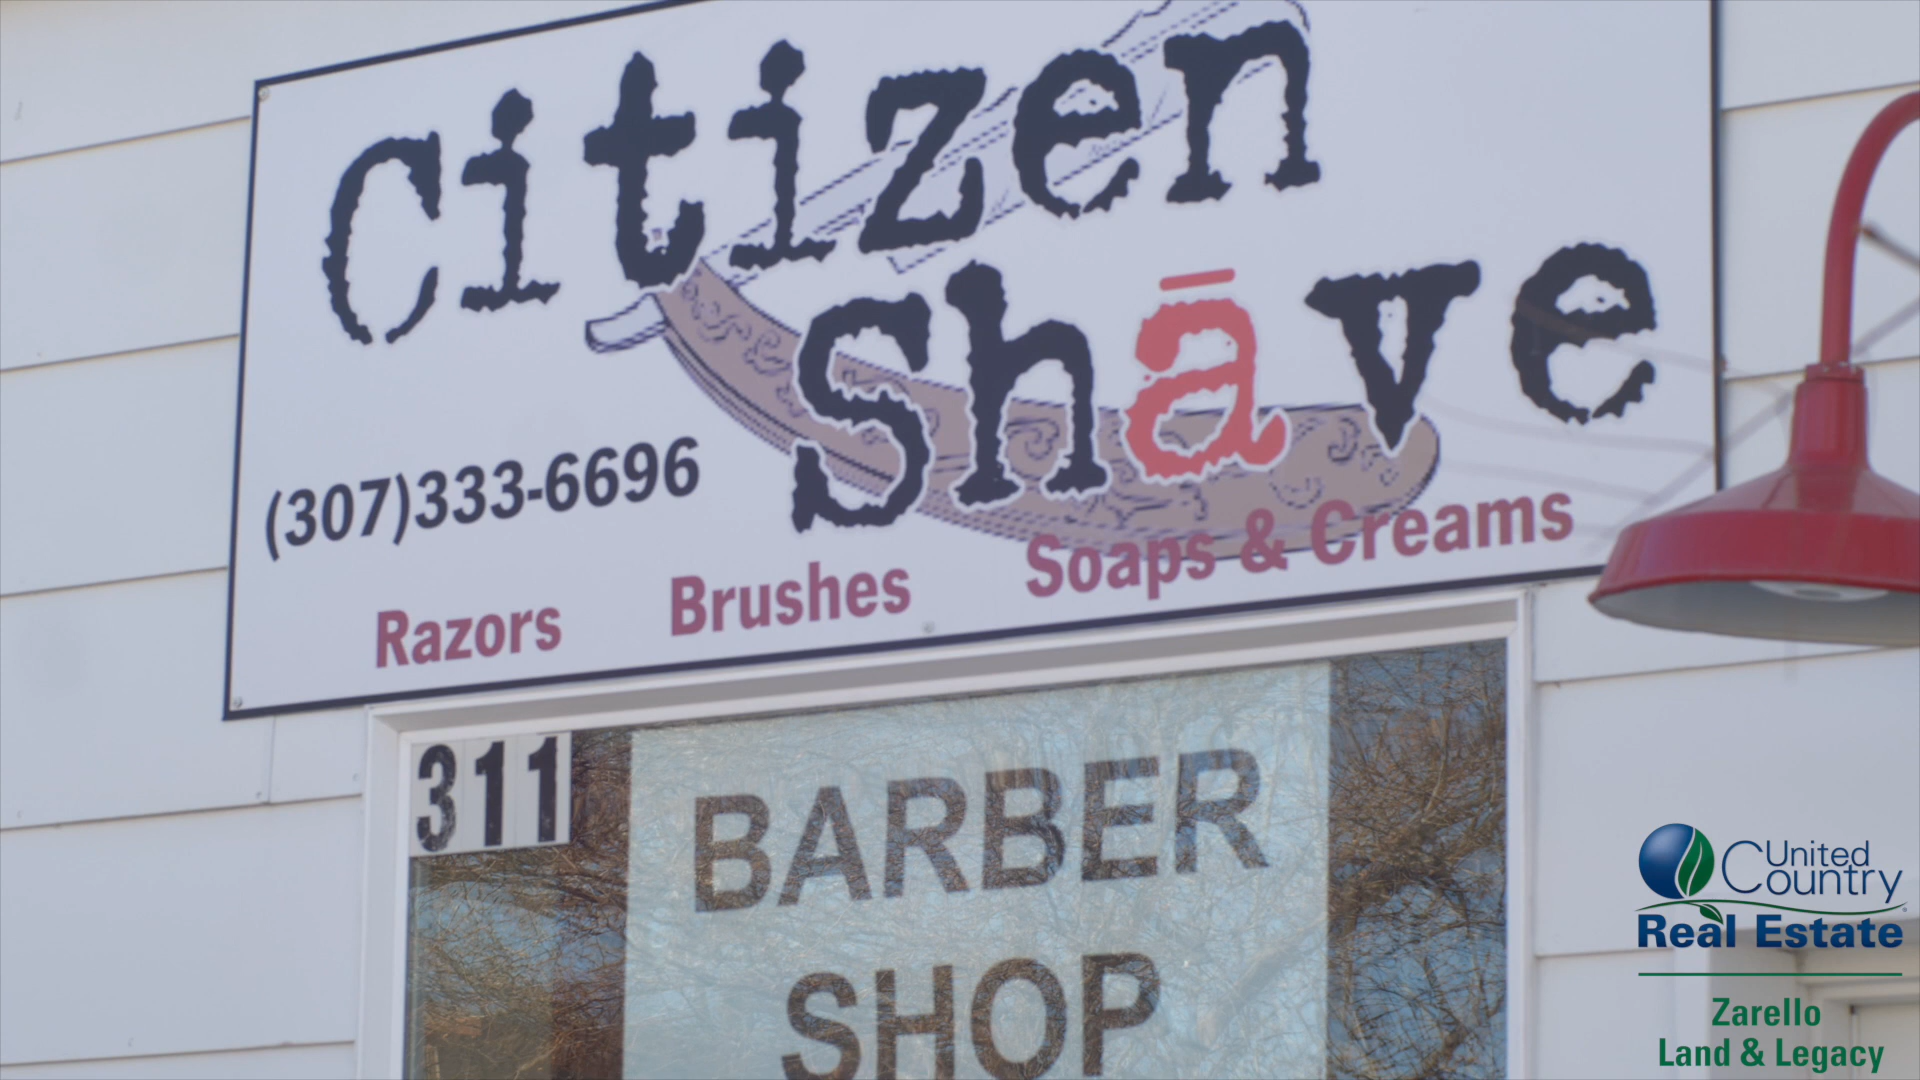 Citizen
Shāve
(307)333-6696
Razors Brushes Soaps & Creams
311
BARBER
SHOP
United
Country
Real Estate
Zarello
Land & Legacy